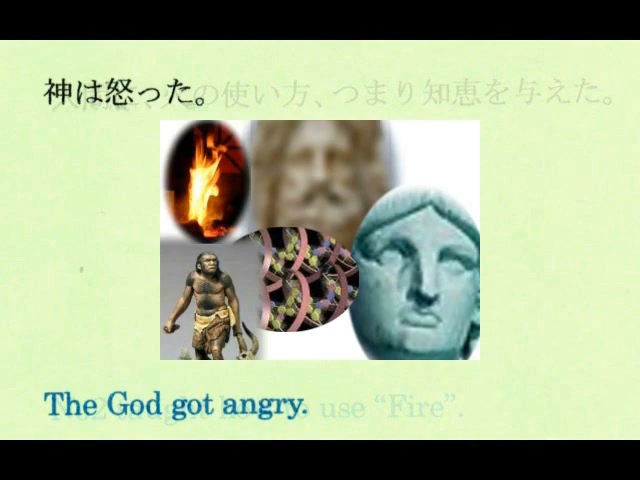 神は怒った。
の使い方、つまり知恵を与えた。
The God got angry.
use “Fire”.